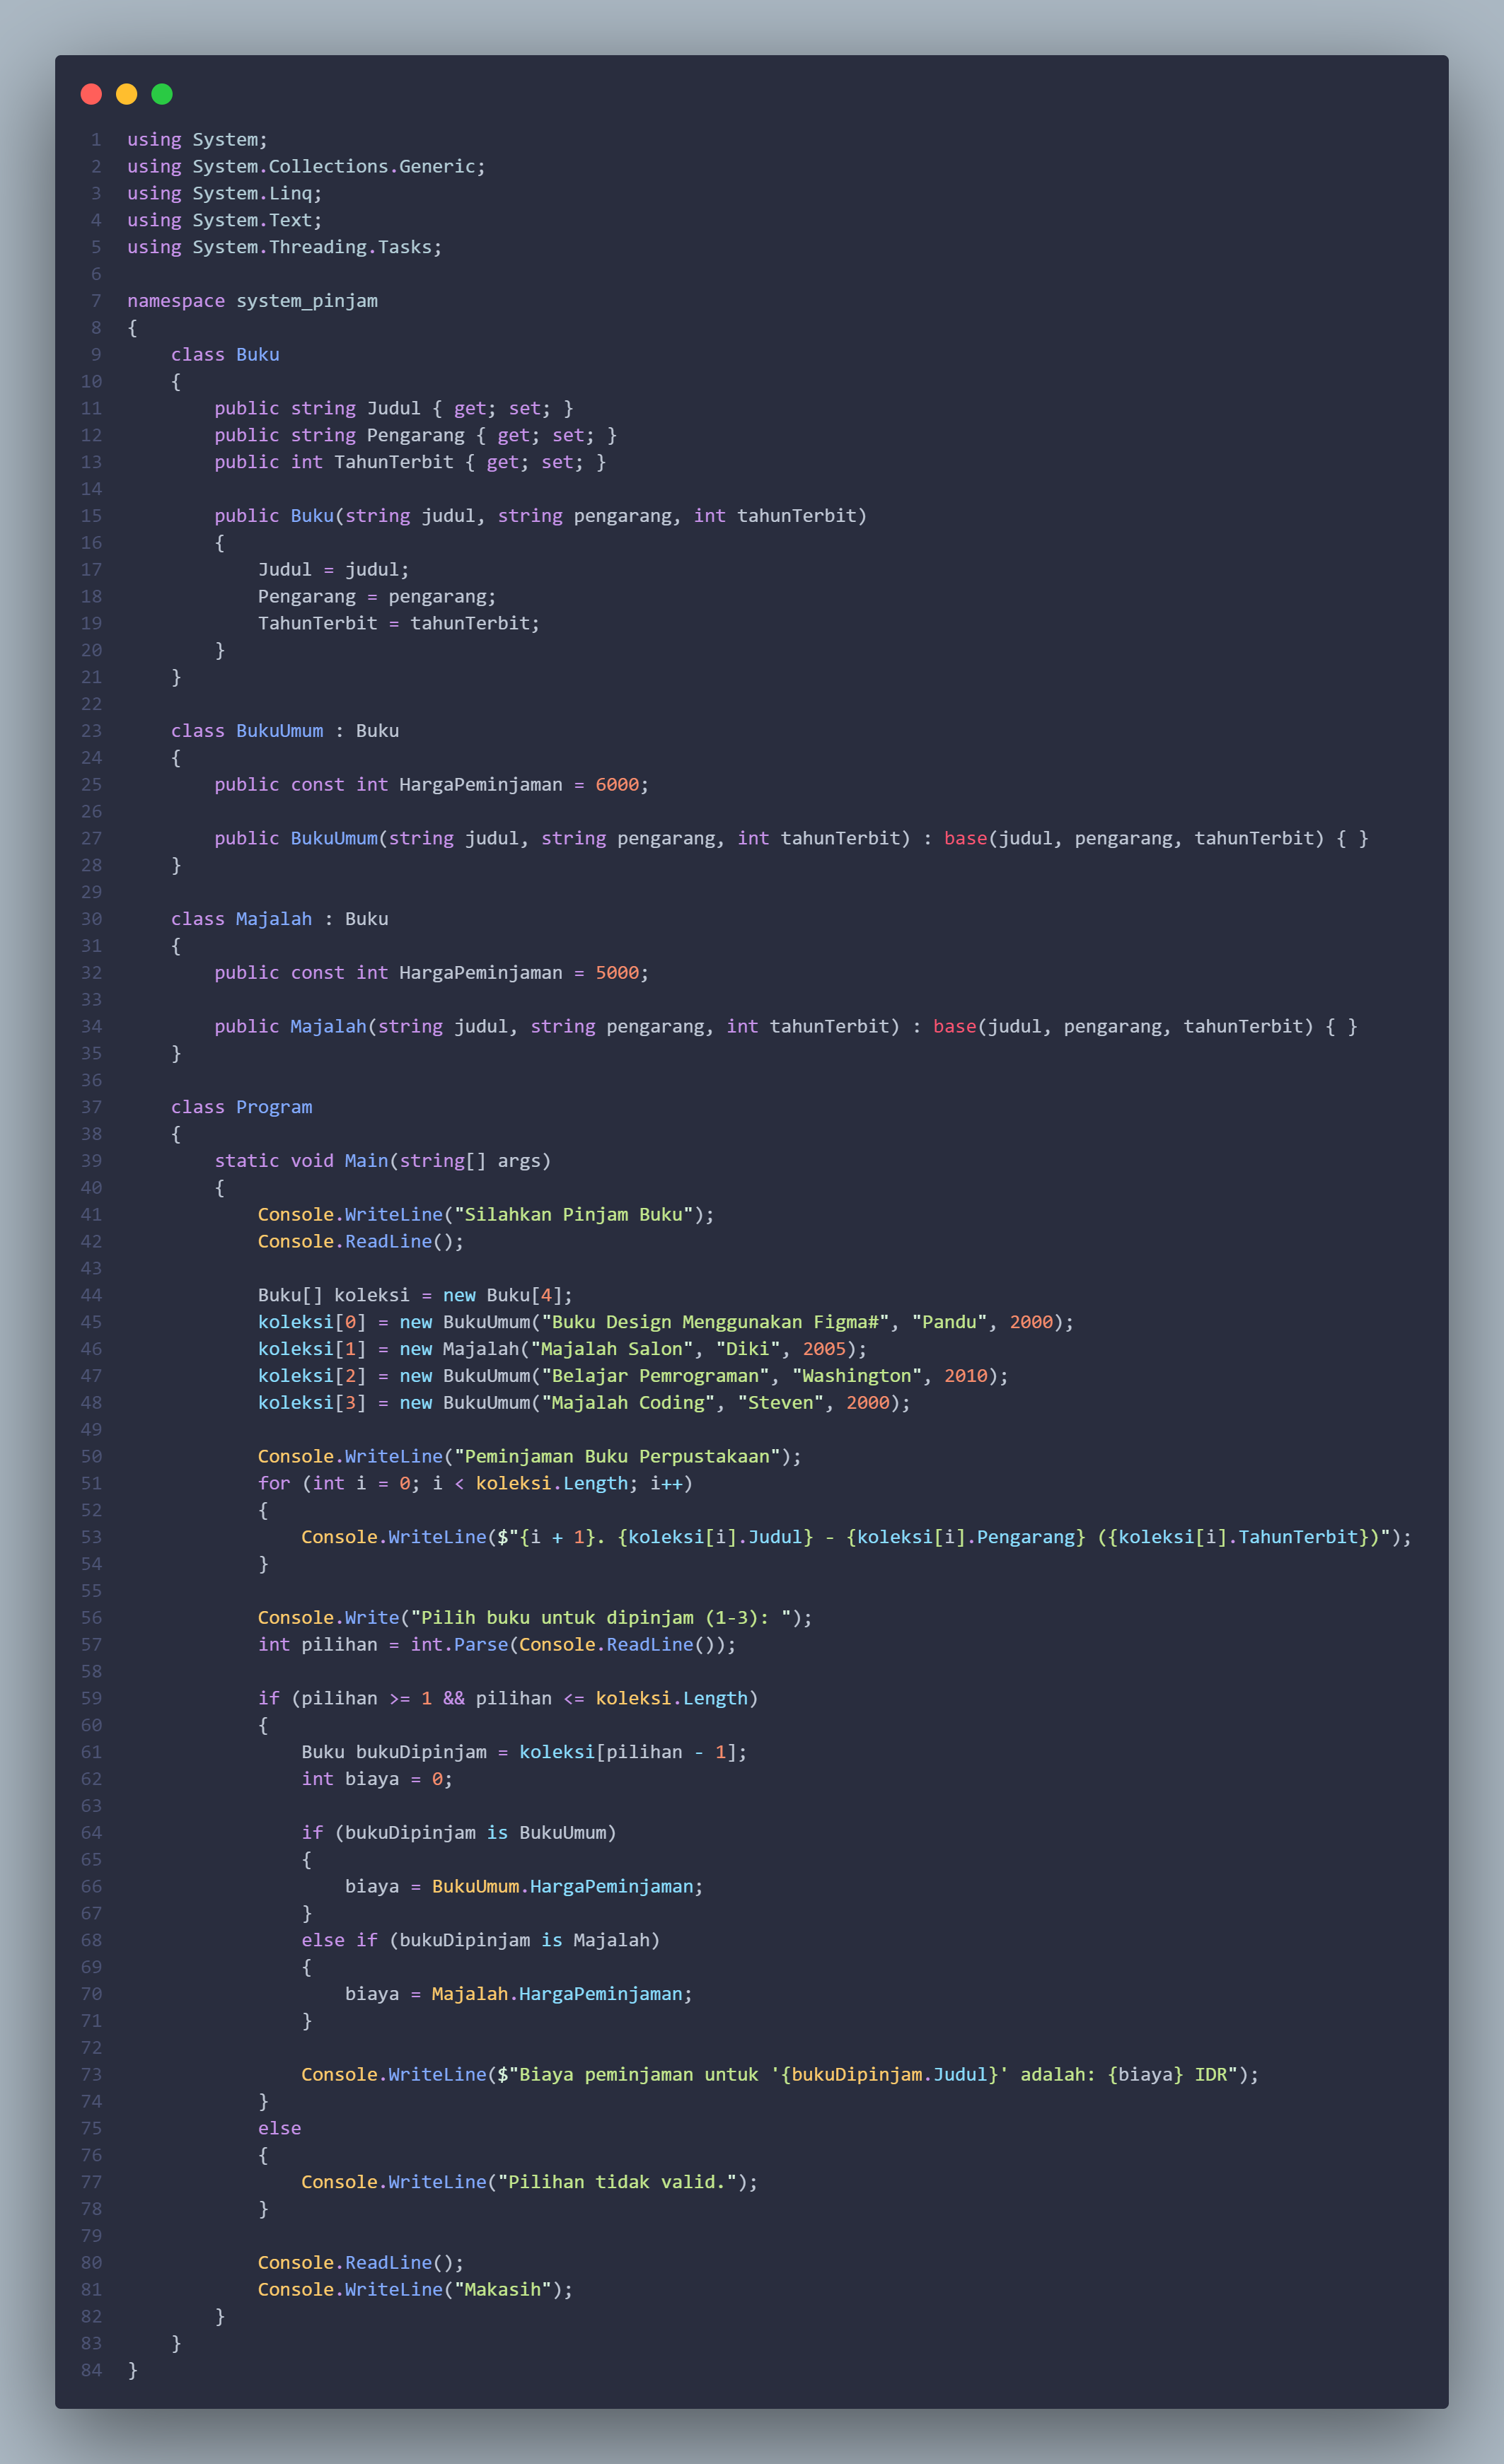 1 using System;
2 using System.Collections.Generic;
3 using System.Linq;
4 using System.Text;
5 using System.Threading.Tasks;
6
7 namespace system_pinjam
8 {
9     class Buku
10     {
11         public string Judul { get; set; }
12         public string Pengarang { get; set; }
13         public int TahunTerbit { get; set; }
14
15         public Buku(string judul, string pengarang, int tahunTerbit)
16         {
17             Judul = judul;
18             Pengarang = pengarang;
19             TahunTerbit = tahunTerbit;
20         }
21     }
22
23     class BukuUmum : Buku
24     {
25         public const int HargaPeminjaman = 6000;
26
27         public BukuUmum(string judul, string pengarang, int tahunTerbit) : base(judul, pengarang, tahunTerbit) { }
28     }
29
30     class Majalah : Buku
31     {
32         public const int HargaPeminjaman = 5000;
33
34         public Majalah(string judul, string pengarang, int tahunTerbit) : base(judul, pengarang, tahunTerbit) { }
35     }
36
37     class Program
38     {
39         static void Main(string[] args)
40         {
41             Console.WriteLine("Silahkan Pinjam Buku");
42             Console.ReadLine();
43
44             Buku[] koleksi = new Buku[4];
45             koleksi[0] = new BukuUmum("Buku Design Menggunakan Figma#", "Pandu", 2000);
46             koleksi[1] = new Majalah("Majalah Salon", "Diki", 2005);
47             koleksi[2] = new BukuUmum("Belajar Pemrograman", "Washington", 2010);
48             koleksi[3] = new BukuUmum("Majalah Coding", "Steven", 2000);
49
50             Console.WriteLine("Peminjaman Buku Perpustakaan");
51             for (int i = 0; i < koleksi.Length; i++)
52             {
53                 Console.WriteLine($"{i + 1}. {koleksi[i].Judul} - {koleksi[i].Pengarang} ({koleksi[i].TahunTerbit})");
54             }
55
56             Console.Write("Pilih buku untuk dipinjam (1-3): ");
57             int pilihan = int.Parse(Console.ReadLine());
58
59             if (pilihan >= 1 && pilihan <= koleksi.Length)
60             {
61                 Buku bukuDipinjam = koleksi[pilihan - 1];
62                 int biaya = 0;
63
64                 if (bukuDipinjam is BukuUmum)
65                 {
66                     biaya = BukuUmum.HargaPeminjaman;
67                 }
68                 else if (bukuDipinjam is Majalah)
69                 {
70                     biaya = Majalah.HargaPeminjaman;
71                 }
72
73                 Console.WriteLine($"Biaya peminjaman untuk '{bukuDipinjam.Judul}' adalah: {biaya} IDR");
74             }
75             else
76             {
77                 Console.WriteLine("Pilihan tidak valid.");
78             }
79
80             Console.ReadLine();
81             Console.WriteLine("Makasih");
82         }
83     }
84 }